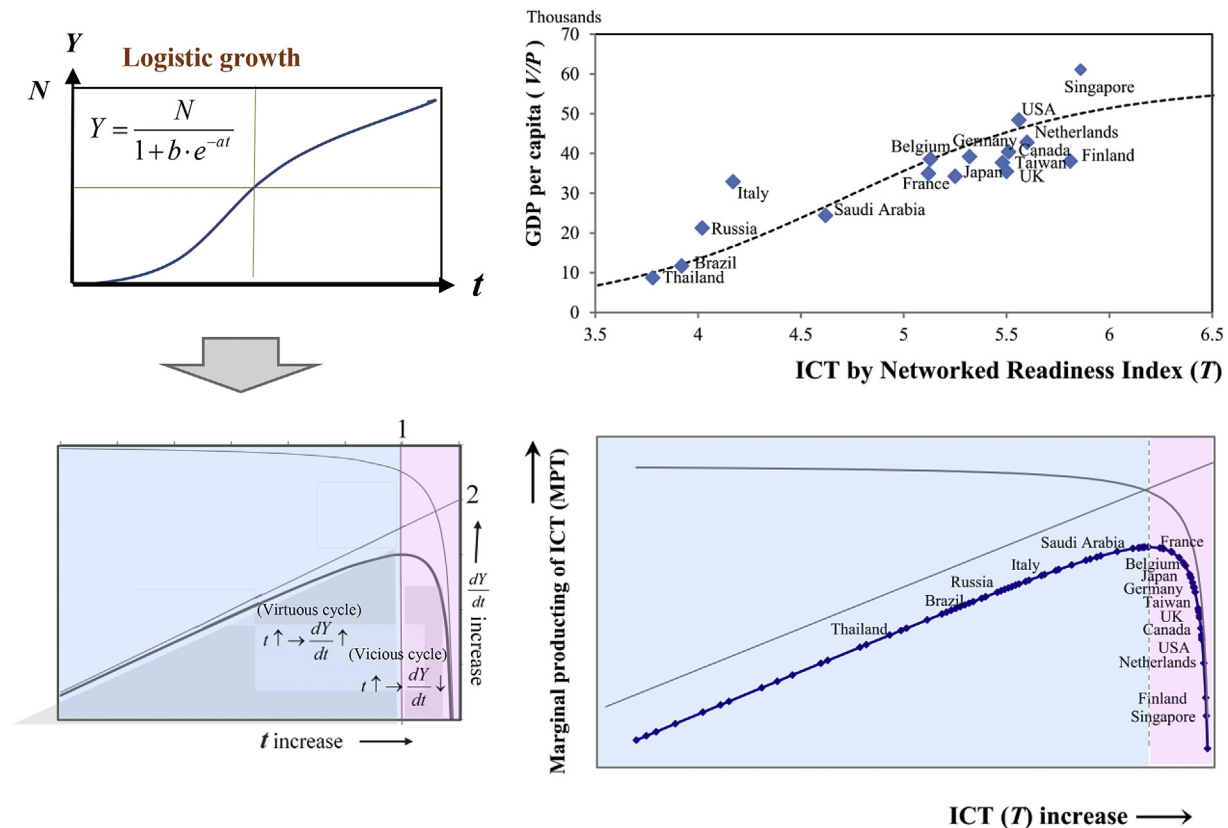 Y
Logistic growth
N
Y = N / (1 + b·e^{-at})
t
Thousands
GDP per capita ( V/P)
70
60
50
40
30
20
10
0
Singapore
USA
Netherlands
Germany
Belgium
Canada
Finland
Taiwan
Japan
UK
France
Italy
Saudi Arabia
Russia
Brazil
Thailand
3.5 4 4.5 5 5.5 6 6.5
ICT by Networked Readiness Index (T)
1
2
dY/dt increase
(Virtuous cycle)
t ↑ → dY/dt ↑
(Vicious cycle)
t ↑ → dY/dt ↓
t increase
Marginal producting of ICT (MPT)
Saudi Arabia
France
Italy
Belgium
Japan
Russia
Germany
Brazil
Taiwan
UK
Thailand
Canada
USA
Netherlands
Finland
Singapore
ICT (T) increase